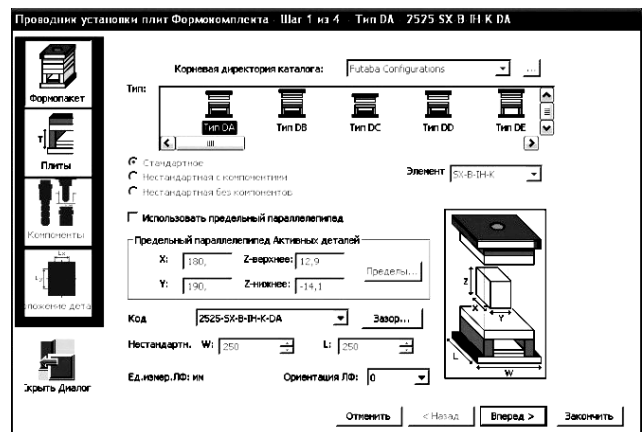 Проводник установки плит Формокомплекта - Шаг 1 из 4 - Тип DA - 2525-SX-B-IH-K-DA
Формопакет
Плиты
Компоненты
Скрыть Диалог
Корневая директория каталога: Futaba Configurations ...
Тип:
Тип DA Тип DB Тип DC Тип DD Тип DE
Стандартное
Нестандартная с компонентими
Нестандартная без компонентов
Элемент SX-B-IH-K
Использовать предельный параллелепипед
Предельный параллелепипед Активных деталей
X: 180, Z-верхнее: 12,9
Y: 190, Z-нижнее: -14,1
Пределы...
Код 2525-SX-B-IH-K-DA Зазор...
Нестандартн. W: 250 L: 250
Ед.измер.ЛФ: мм Ориентация ЛФ: 0
Z
X
Y
L
W
Отменить < Назад Вперед > Закончить